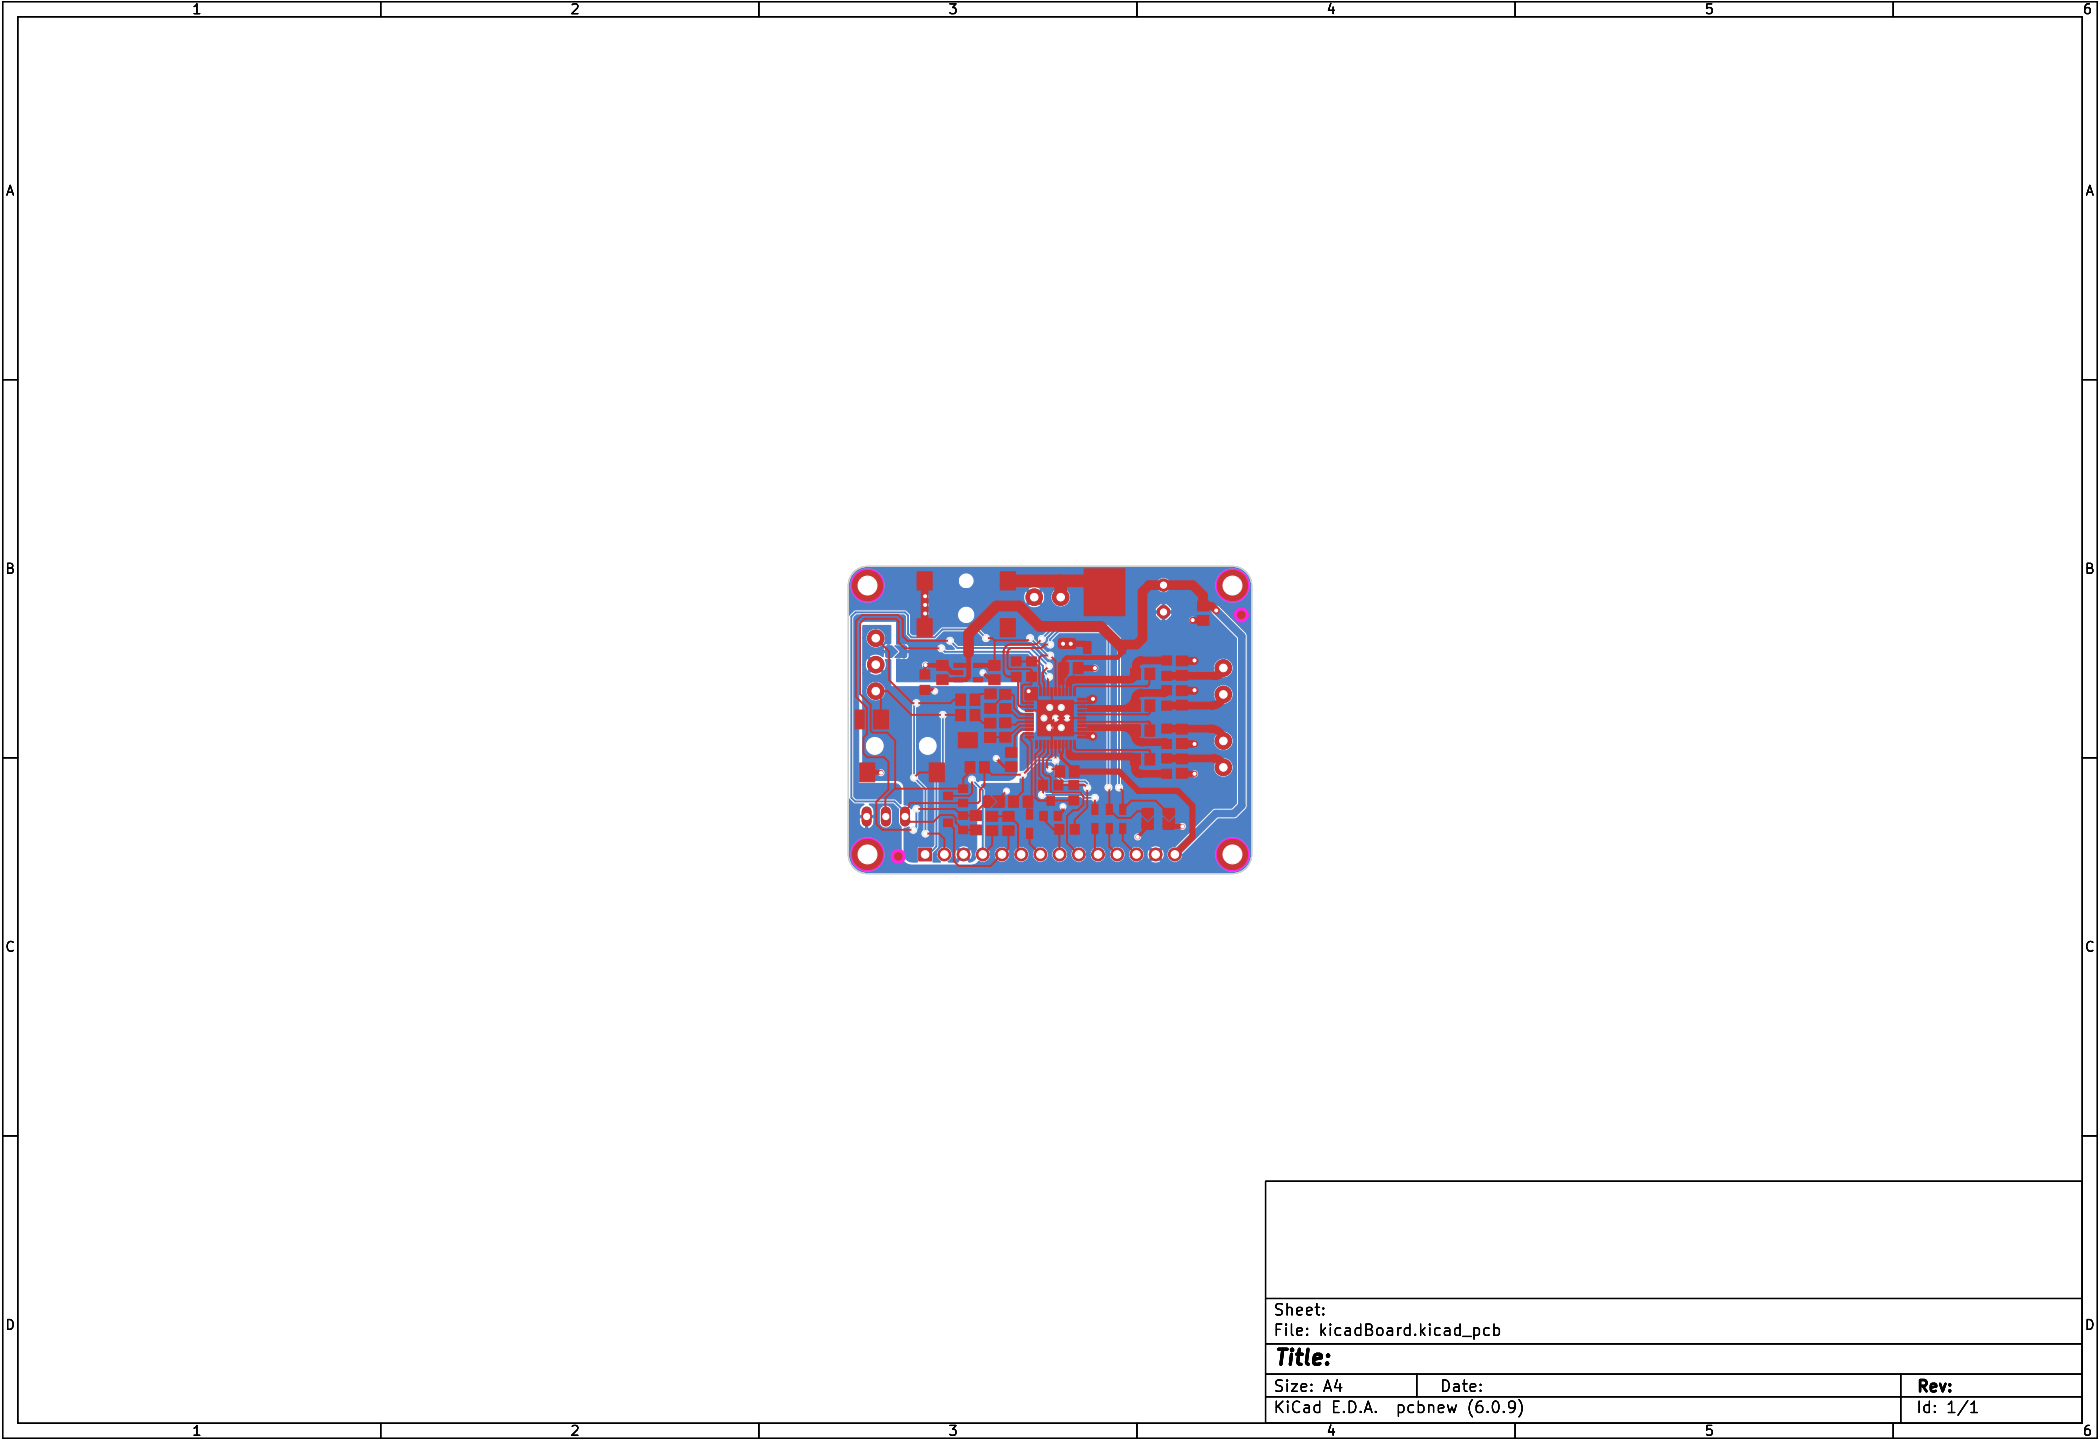 1 2 3 4 5 6
A A
B B
C C
D D
Sheet:
File: kicadBoard.kicad_pcb
Title:
Size: A4 Date: Rev:
KiCad E.D.A. pcbnew (6.0.9) Id: 1/1
1 2 3 4 5 6